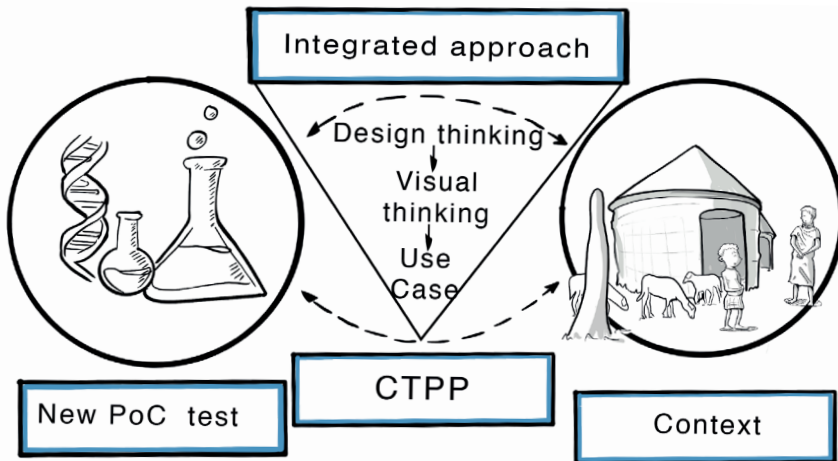 Integrated approach
Design thinking
Visual
thinking
Use
Case
CTPP
New PoC test
Context